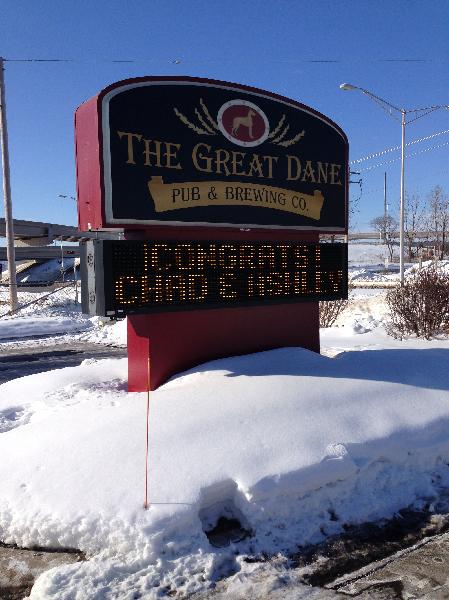 THE GREAT DANE
PUB & BREWING CO.
!CONGRATS!
CHAD & ASHLEY